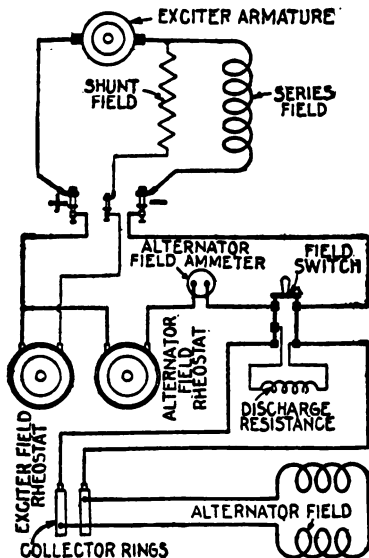 EXCITER ARMATURE
SHUNT
FIELD
SERIES
FIELD
+
−
ALTERNATOR
FIELD AMMETER
FIELD
SWITCH
EXCITER FIELD
RHEOSTAT
ALTERNATOR
FIELD
RHEOSTAT
DISCHARGE
RESISTANCE
ALTERNATOR FIELD
COLLECTOR RINGS